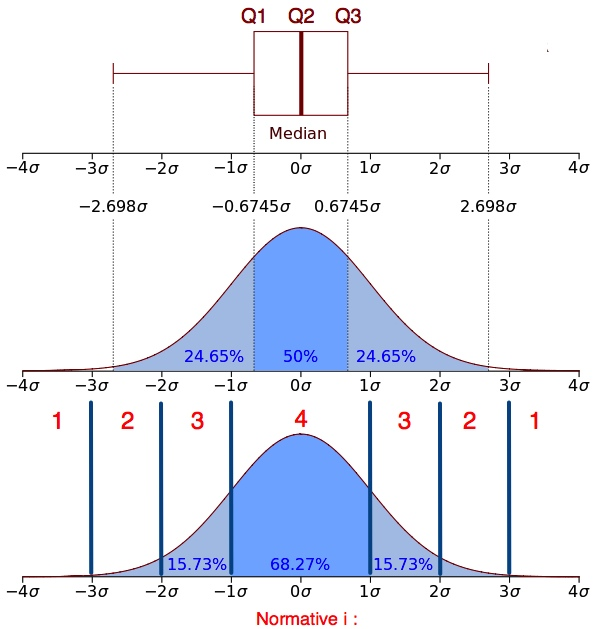 Q1 Q2 Q3
Median
−4σ −3σ −2σ −1σ 0σ 1σ 2σ 3σ 4σ
−2.698σ −0.6745σ 0.6745σ 2.698σ
24.65% 50% 24.65%
−4σ −3σ −2σ −1σ 0σ 1σ 2σ 3σ 4σ
1 2 3 4 3 2 1
15.73% 68.27% 15.73%
−4σ −3σ −2σ −1σ 0σ 1σ 2σ 3σ 4σ
Normative i :